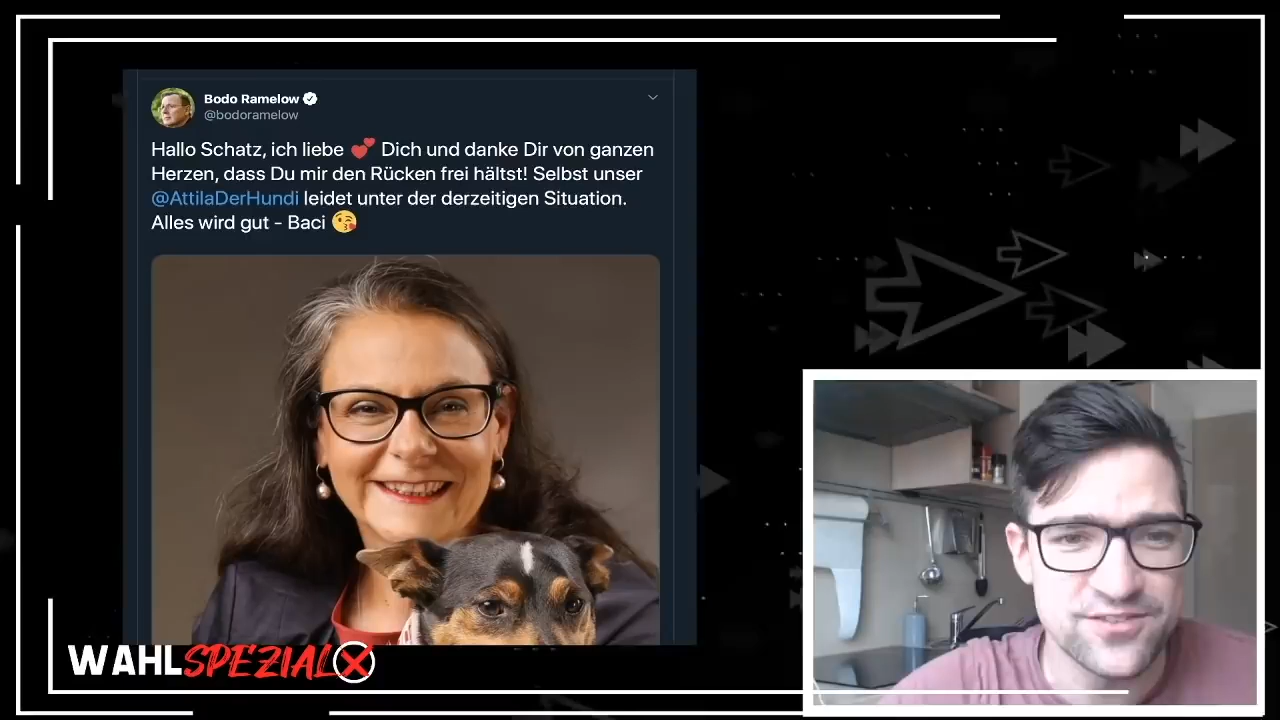 Bodo Ramelow
@bodoramelow
Hallo Schatz, ich liebe 💕 Dich und danke Dir von ganzen
Herzen, dass Du mir den Rücken frei hältst! Selbst unser
@AttilaDerHundi leidet unter der derzeitigen Situation.
Alles wird gut - Baci 😘
WAHLSPEZIAL